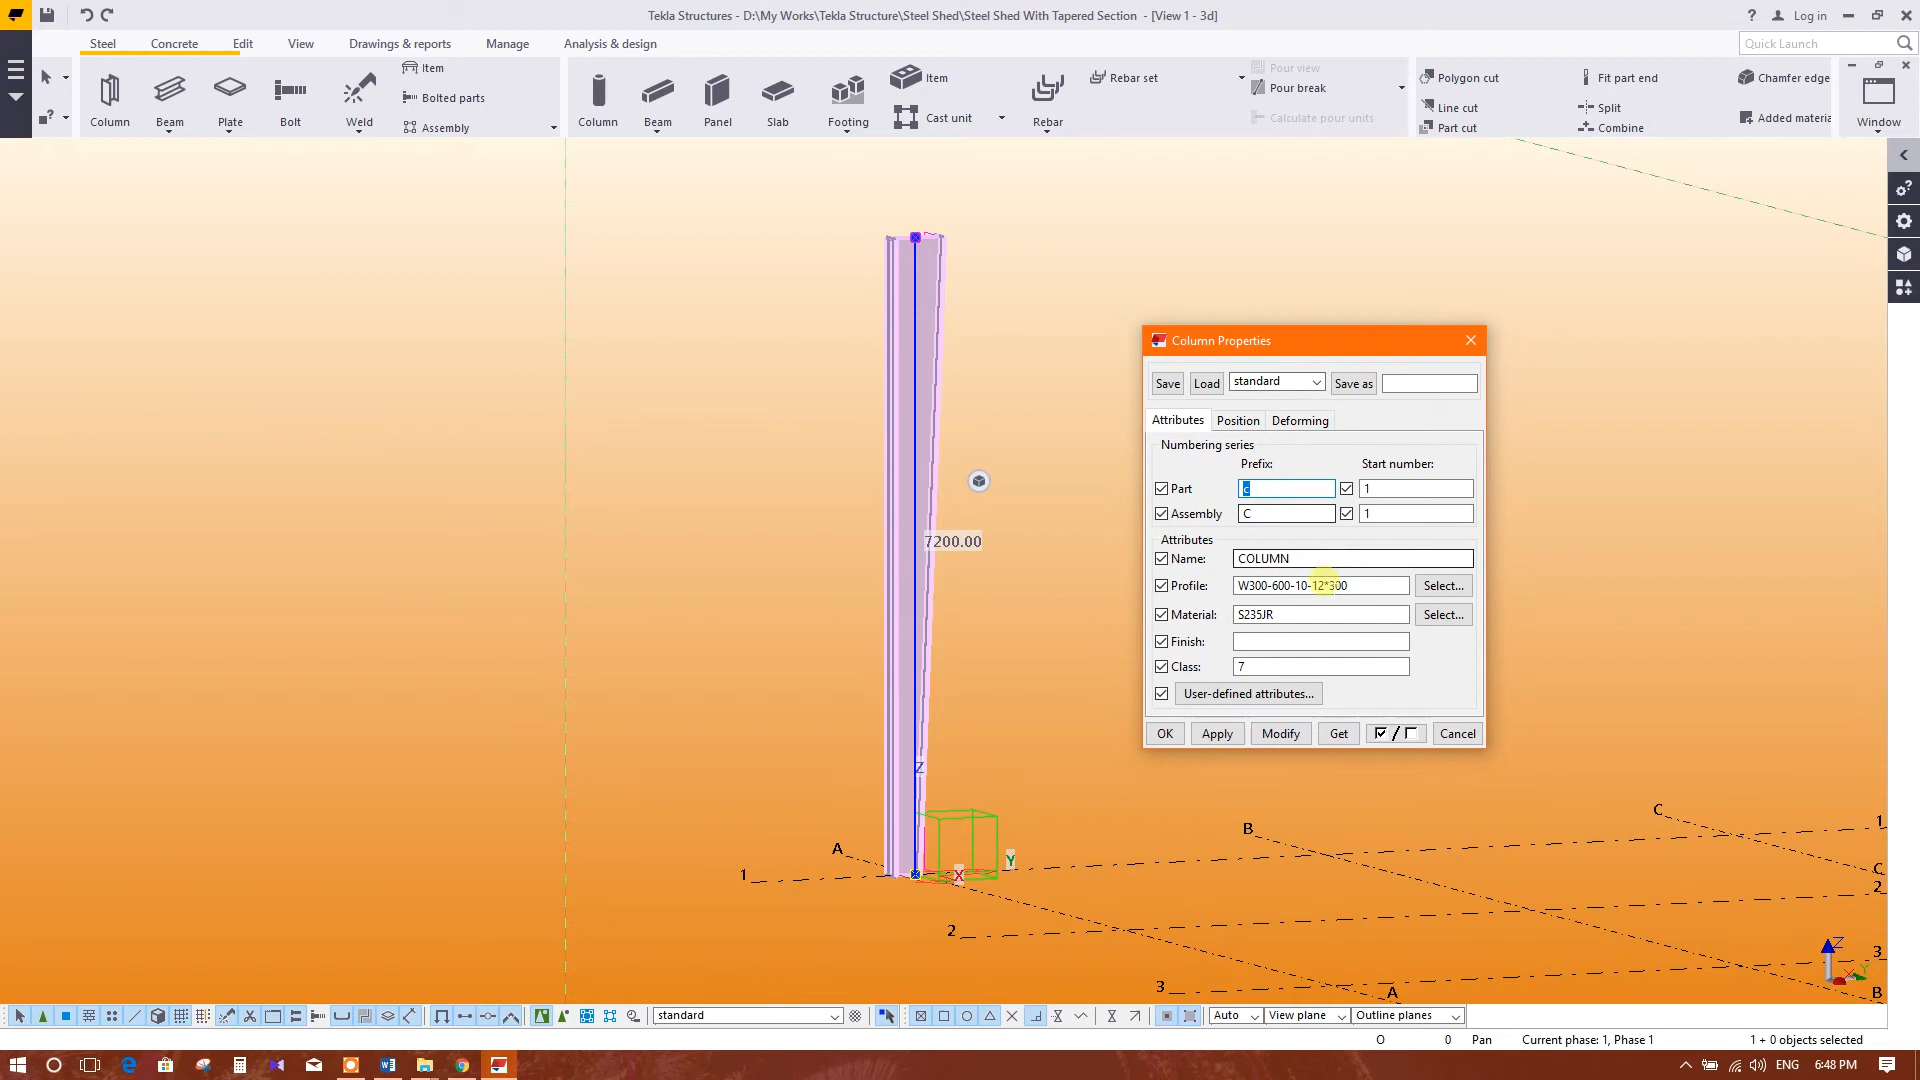 Tekla Structures - D:\My Works\Tekla Structure\Steel Shed\Steel Shed With Tapered Section - [View 1 - 3d]
? Log in
Steel Concrete Edit View Drawings & reports Manage Analysis & design
Quick Launch
Column Beam Plate Bolt Weld
Item
Bolted parts
Assembly
Column Beam Panel Slab Footing
Item
Cast unit
Rebar
Rebar set
Pour view
Pour break
Calculate pour units
Polygon cut
Line cut
Part cut
Fit part end
Split
Combine
Chamfer edge
Added materia
Window
7200.00
Z
X
Y
A
1
B
C
1
C
2
2
3
3
A
B
Z
X
Y
Column Properties
Save Load standard Save as
Attributes Position Deforming
Numbering series
Prefix: Start number:
Part c 1
Assembly C 1
Attributes
Name: COLUMN
Profile: W300-600-10-12*300 Select...
Material: S235JR Select...
Finish:
Class: 7
User-defined attributes...
OK Apply Modify Get / Cancel
standard
Auto View plane Outline planes
O 0 Pan Current phase: 1, Phase 1 1 + 0 objects selected
ENG 6:48 PM